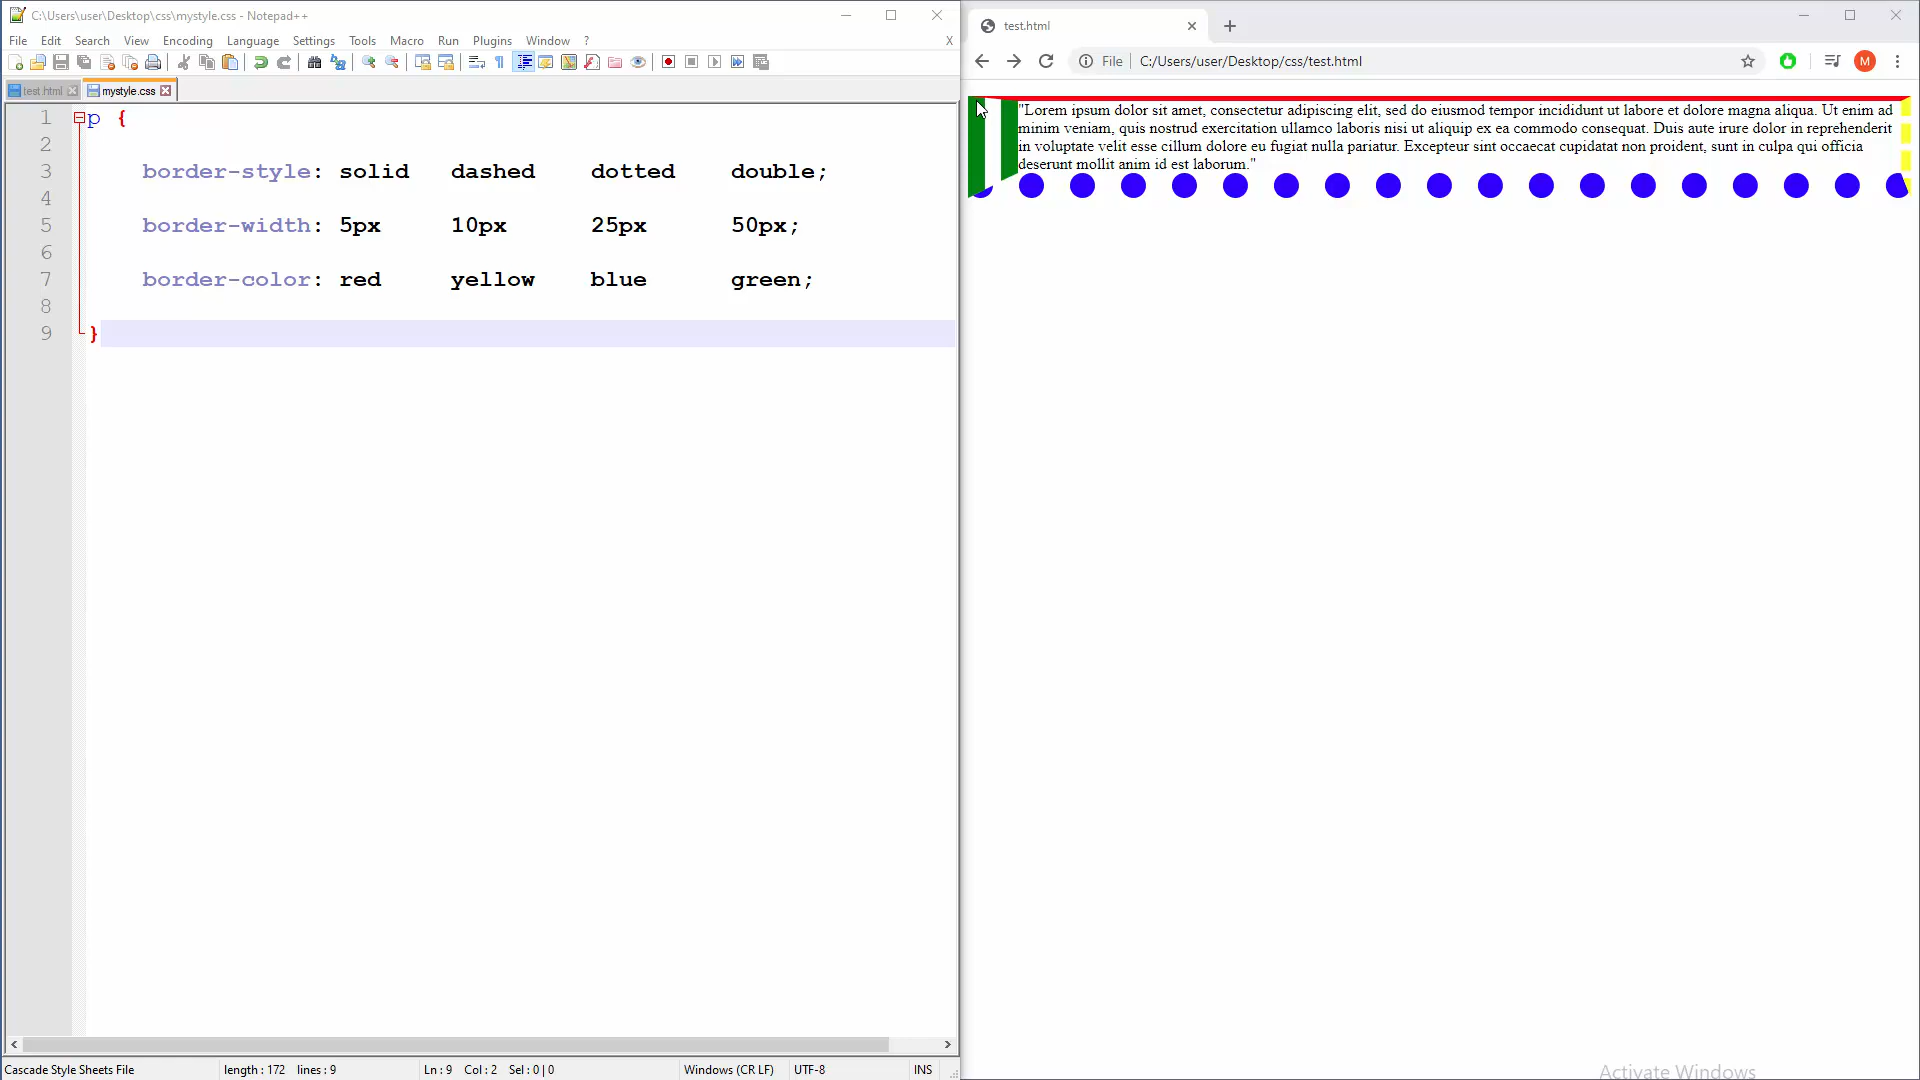 C:\Users\user\Desktop\css\mystyle.css - Notepad++
File Edit Search View Encoding Language Settings Tools Macro Run Plugins Window ? X
test.html mystyle.css
1 p {
2
3 border-style: solid dashed dotted double;
4
5 border-width: 5px 10px 25px 50px;
6
7 border-color: red yellow blue green;
8
9 }
Cascade Style Sheets File length : 172 lines : 9 Ln : 9 Col : 2 Sel : 0 | 0 Windows (CR LF) UTF-8 INS
test.html
File C:/Users/user/Desktop/css/test.html M
"Lorem ipsum dolor sit amet, consectetur adipiscing elit, sed do eiusmod tempor incididunt ut labore et dolore magna aliqua. Ut enim ad
minim veniam, quis nostrud exercitation ullamco laboris nisi ut aliquip ex ea commodo consequat. Duis aute irure dolor in reprehenderit
in voluptate velit esse cillum dolore eu fugiat nulla pariatur. Excepteur sint occaecat cupidatat non proident, sunt in culpa qui officia
deserunt mollit anim id est laborum."
Activate Windows